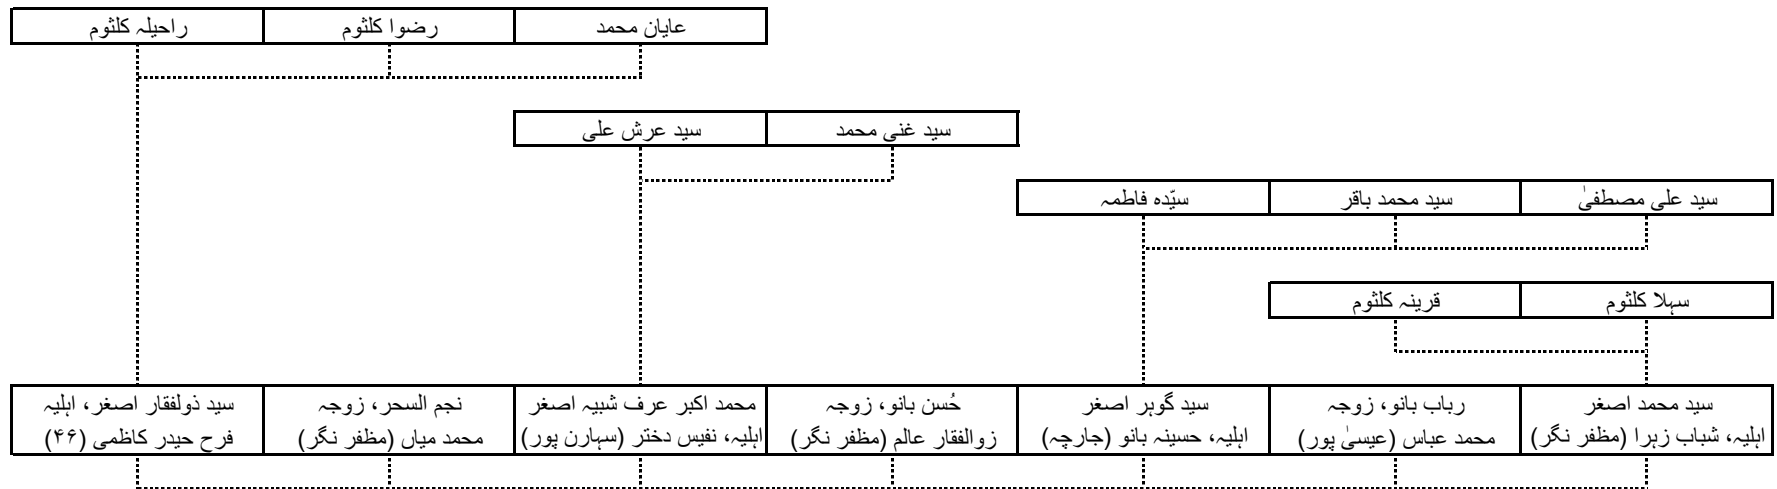 عایان محمد
رضوا کلثوم
راحیلہ کلثوم
سید غنی محمد
سید عرش علی
سید علی مصطفیٰ
سید محمد باقر
سیّدہ فاطمہ
سہلا کلثوم
قرینہ کلثوم
سید محمد اصغر
اہلیہ، شباب زہرا (مظفر نگر)
رباب بانو، زوجہ
محمد عباس (عیسیٰ پور)
سید گوہر اصغر
اہلیہ، حسینہ بانو (جارچہ)
حُسن بانو، زوجہ
زوالفقار عالم (مظفر نگر)
محمد اکبر عرف شبیہ اصغر
اہلیہ، نفیس دختر (سہارن پور)
نجم السحر، زوجہ
محمد میاں (مظفر نگر)
سید ذولفقار اصغر، اہلیہ
فرح حیدر کاظمی (۴۶)